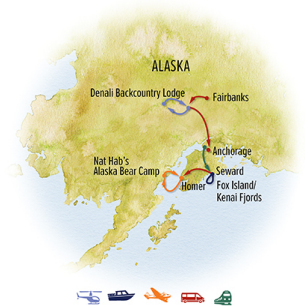 ALASKA
Denali Backcountry Lodge
Fairbanks
Anchorage
Nat Hab's
Alaska Bear Camp
Seward
Homer
Fox Island/
Kenai Fjords